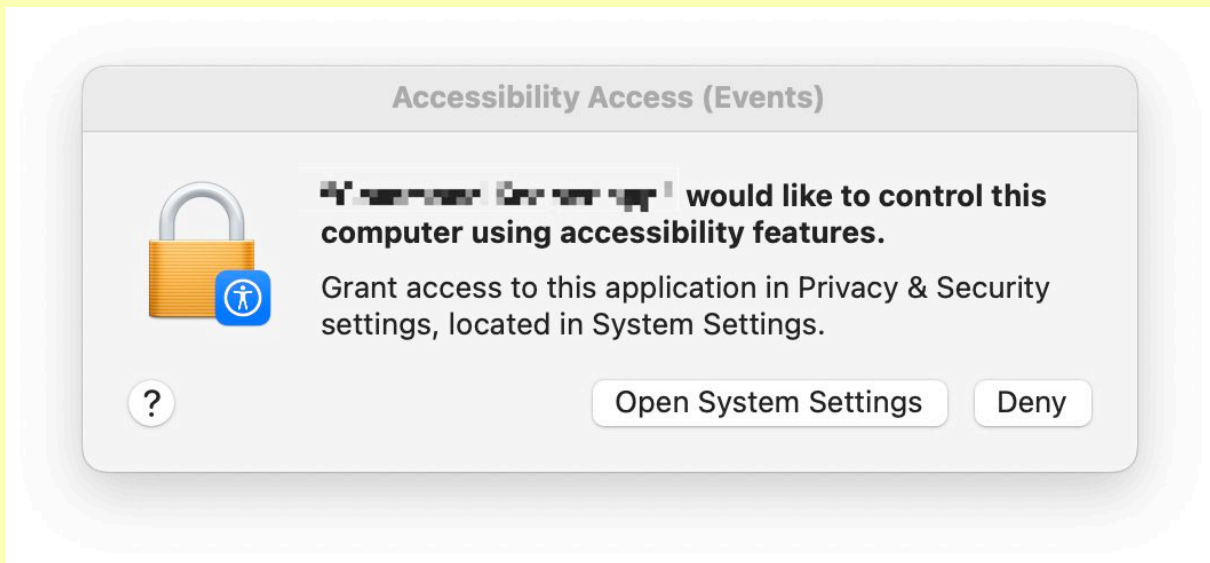 Accessibility Access (Events)
would like to control this
computer using accessibility features.
Grant access to this application in Privacy & Security
settings, located in System Settings.
?
Open System Settings
Deny